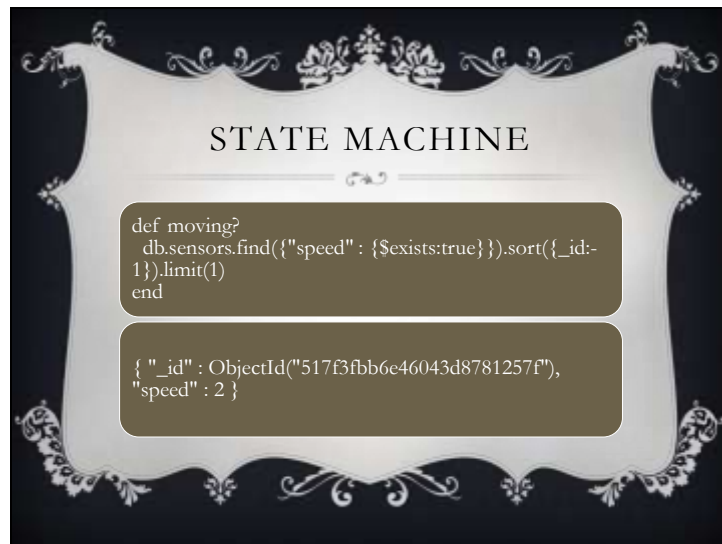 STATE MACHINE
def moving?
db.sensors.find({"speed" : {$exists:true}}).sort({_id:-
1}).limit(1)
end
{ "_id" : ObjectId("517f3fbb6e46043d8781257f"),
"speed" : 2 }